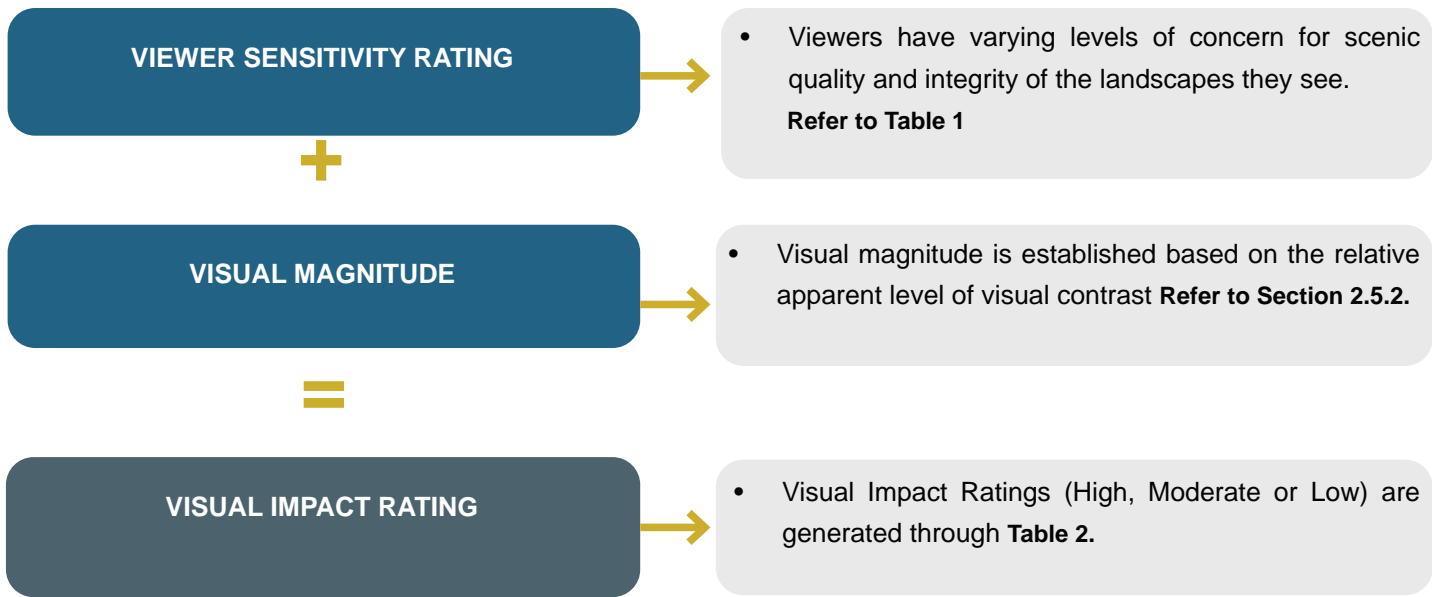 VIEWER SENSITIVITY RATING
• Viewers have varying levels of concern for scenic
quality and integrity of the landscapes they see.
Refer to Table 1
+
VISUAL MAGNITUDE
• Visual magnitude is established based on the relative
apparent level of visual contrast Refer to Section 2.5.2.
=
VISUAL IMPACT RATING
• Visual Impact Ratings (High, Moderate or Low) are
generated through Table 2.